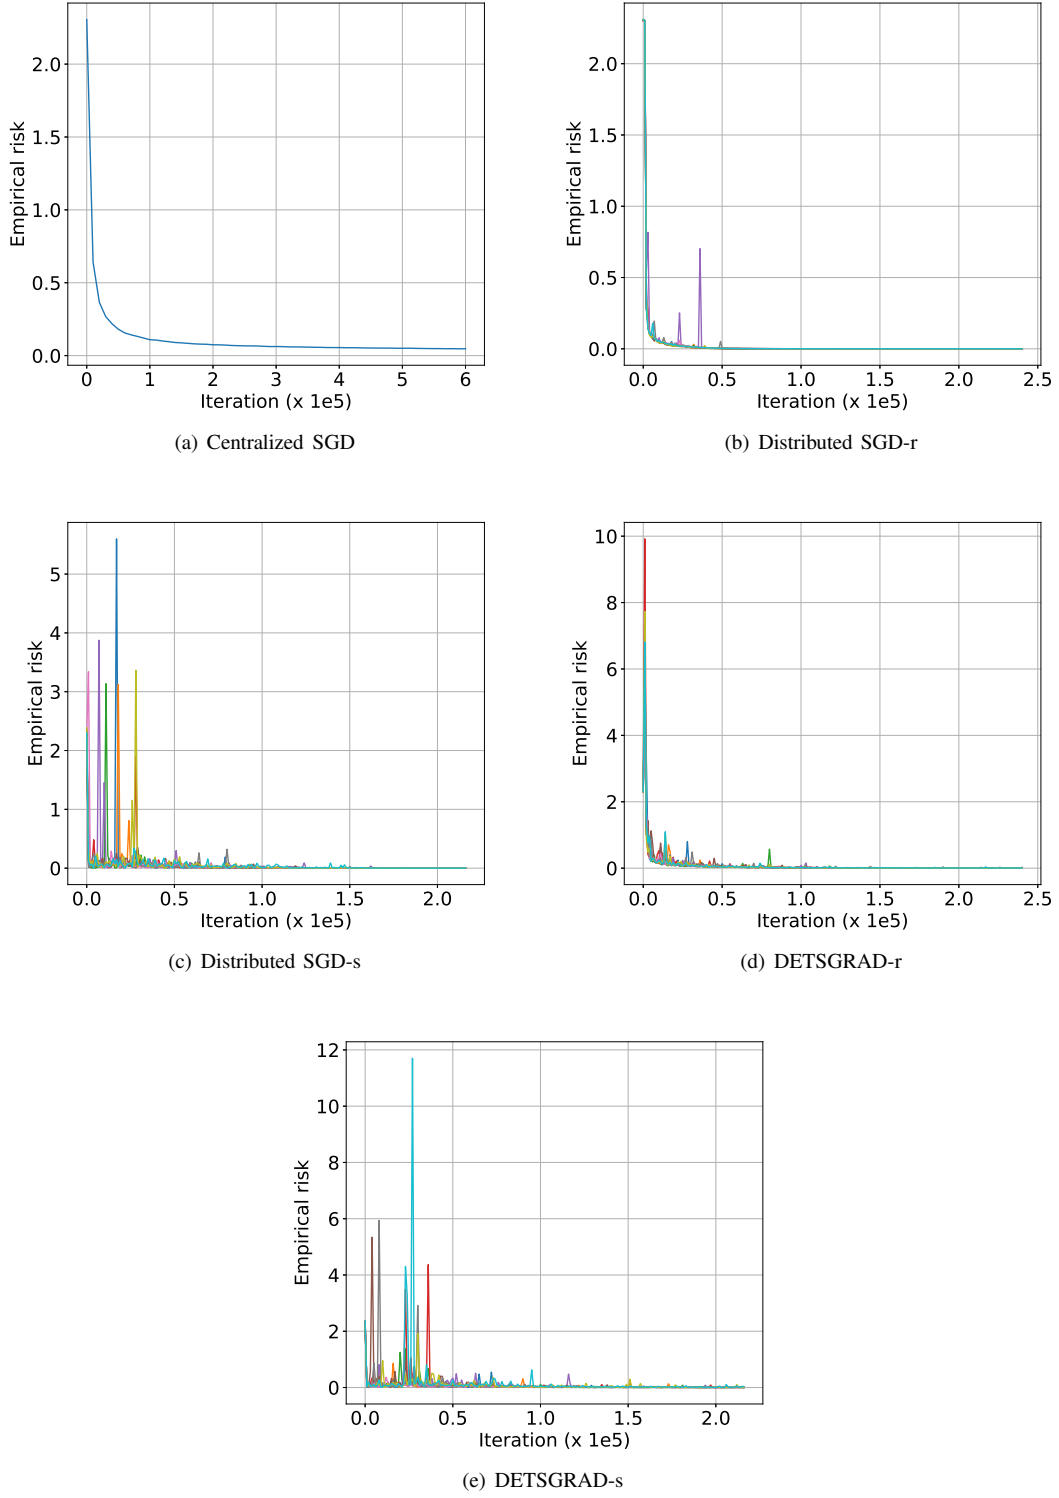 2.0
1.5
1.0
0.5
0.0
Empirical risk
0 1 2 3 4 5 6
Iteration (x 1e5)
(a) Centralized SGD
2.0
1.5
1.0
0.5
0.0
Empirical risk
0.0 0.5 1.0 1.5 2.0 2.5
Iteration (x 1e5)
(b) Distributed SGD-r
5
4
3
2
1
0
Empirical risk
0.0 0.5 1.0 1.5 2.0
Iteration (x 1e5)
(c) Distributed SGD-s
10
8
6
4
2
0
Empirical risk
0.0 0.5 1.0 1.5 2.0 2.5
Iteration (x 1e5)
(d) DETSGRAD-r
12
10
8
6
4
2
0
Empirical risk
0.0 0.5 1.0 1.5 2.0
Iteration (x 1e5)
(e) DETSGRAD-s